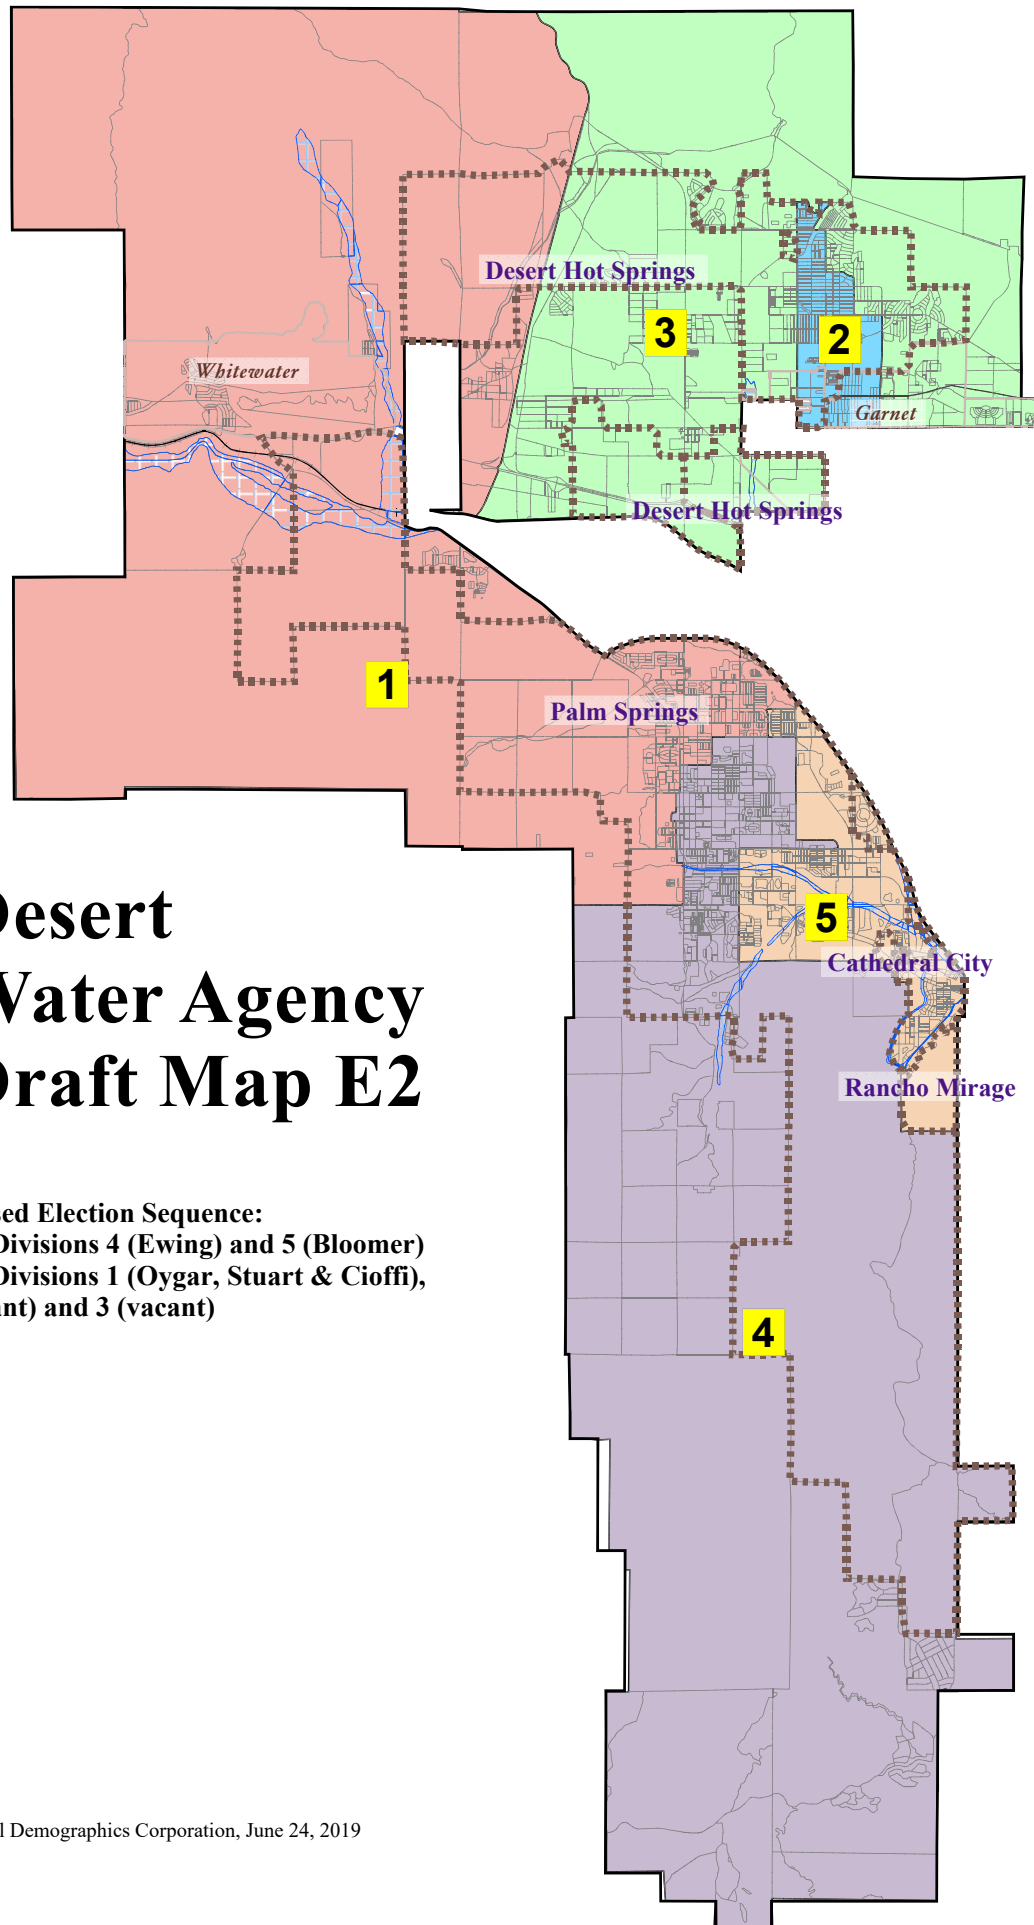 Desert Hot Springs
3
2
Whitewater
Garnet
Desert Hot Springs
1
Palm Springs
5
Cathedral City
Rancho Mirage
esert
ater Agency
raft Map E2
sed Election Sequence:
Divisions 4 (Ewing) and 5 (Bloomer)
Divisions 1 (Oygar, Stuart & Cioffi),
nt) and 3 (vacant)
4
l Demographics Corporation, June 24, 2019